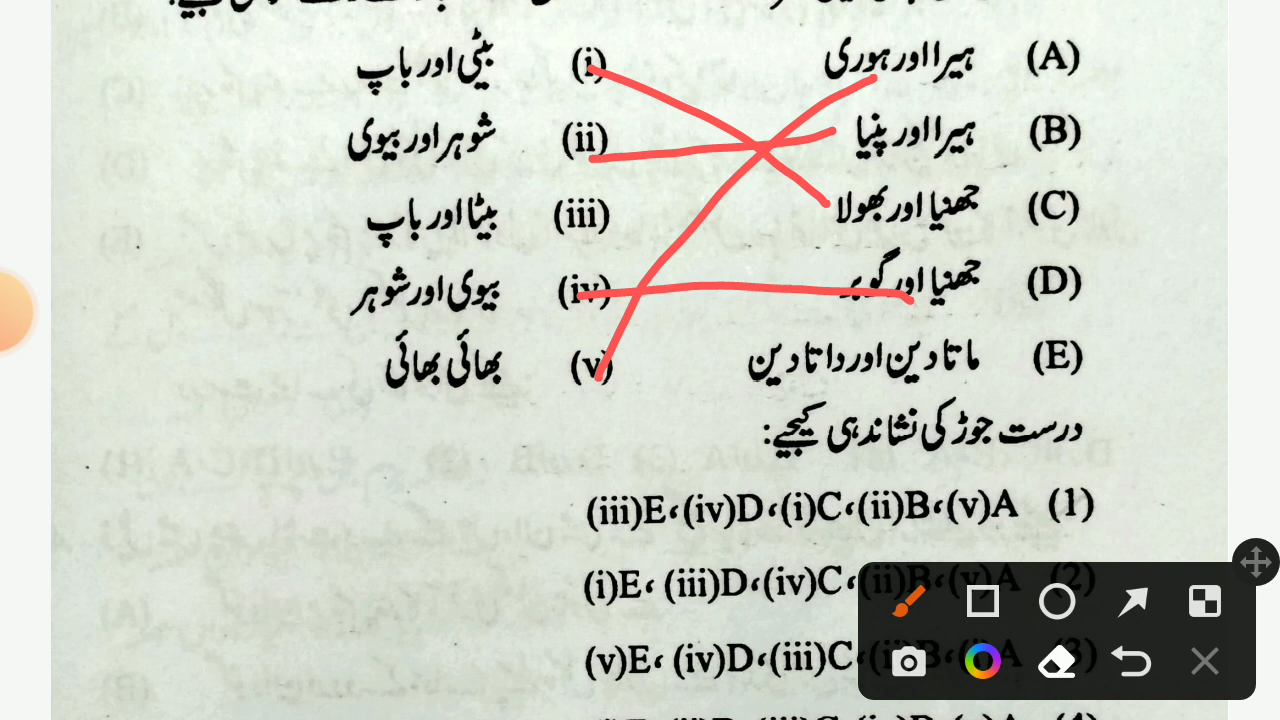 (A) ہیرا اور ہوری (i) بیٹی اور باپ
(B) ہیرا اور پنیا (ii) شوہر اور بیوی
(C) جھنیا اور بھولا (iii) بیٹا اور باپ
(D) جھنیا اور گوبر (iv) بیوی اور شوہر
(E) ماتا دین اور داتا دین (v) بھائی بھائی
درست جوڑ کی نشاندہی کیجیے:
(1) A(v)، B(ii)، C(i)، D(iv)، E(iii)
(2) A(v)، B(ii)، C(iv)، D(iii)، E(i)
(3) A(i)، B(ii)، C(iii)، D(iv)، E(v)